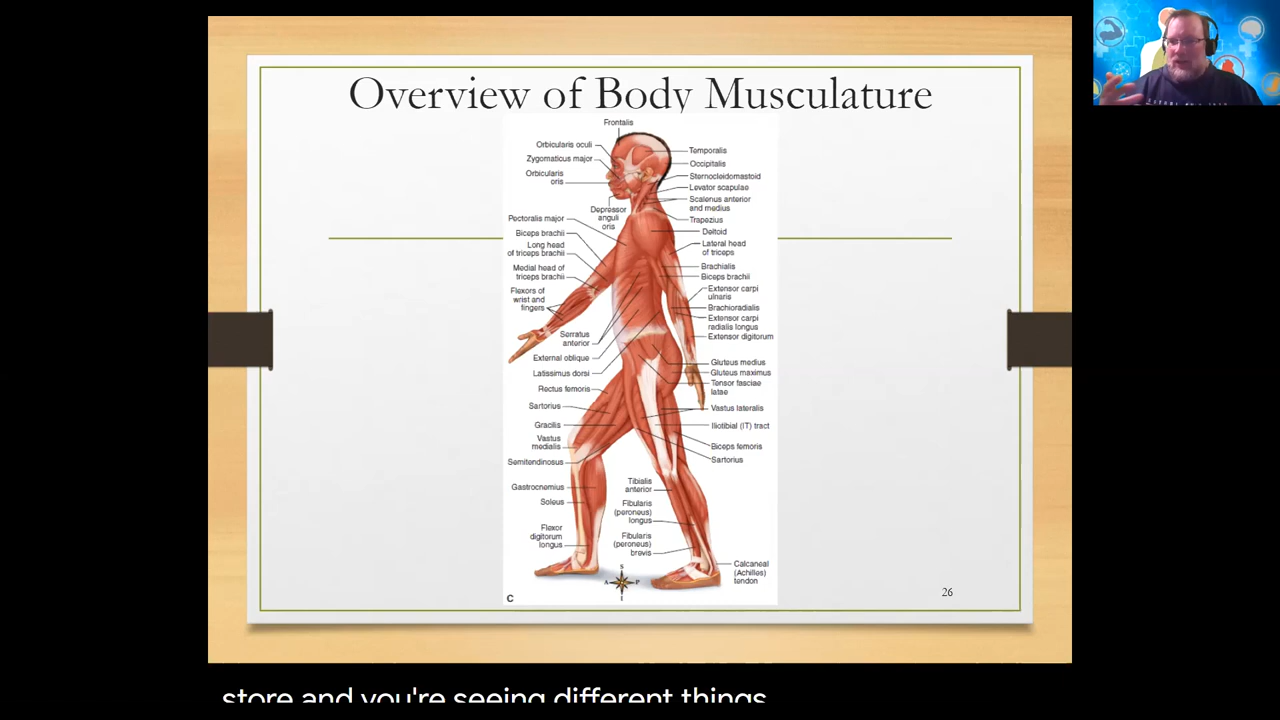 Overview of Body Musculature
Frontalis
Orbicularis oculi
Zygomaticus major
Orbicularis
oris
Depressor
anguli
oris
Pectoralis major
Biceps brachii
Long head
of triceps brachii
Medial head of
triceps brachii
Flexors of
wrist and
fingers
Serratus
anterior
External oblique
Latissimus dorsi
Rectus femoris
Sartorius
Gracilis
Vastus
medialis
Semitendinosus
Gastrocnemius
Soleus
Flexor
digitorum
longus
Temporalis
Occipitalis
Sternocleidomastoid
Levator scapulae
Scalenus anterior
and medius
Trapezius
Deltoid
Lateral head
of triceps
Brachialis
Biceps brachii
Extensor carpi
ulnaris
Brachioradialis
Extensor carpi
radialis longus
Extensor digitorum
Gluteus medius
Gluteus maximus
Tensor fasciae
latae
Vastus lateralis
Iliotibial (IT) tract
Biceps femoris
Sartorius
Tibialis
anterior
Fibularis
(peroneus)
longus
Fibularis
(peroneus)
brevis
Calcaneal
(Achilles)
tendon
S
A P
I
C
26
store and you're seeing different things